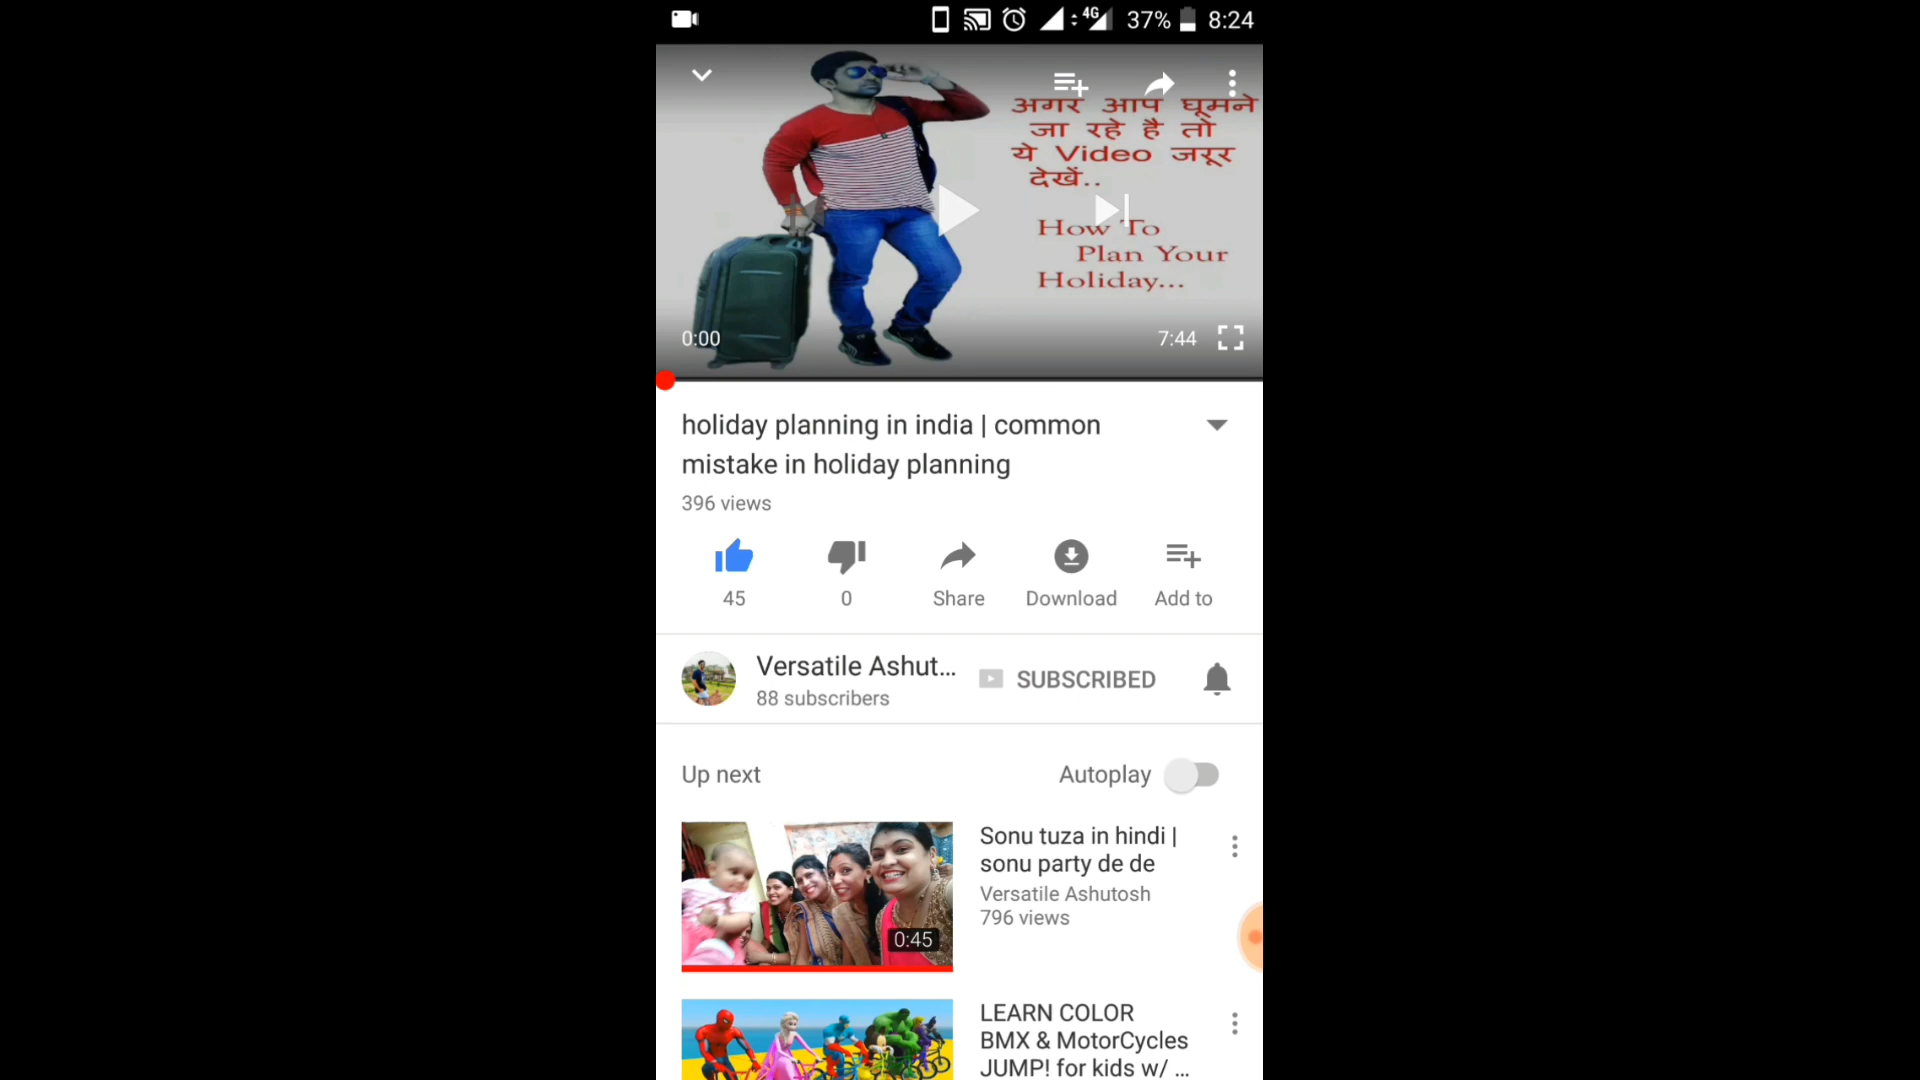 4G 37% 8:24
अगर आप घूमने
जा रहे है तो
ये Video जरूर
देखें..
How To
Plan Your
Holiday...
0:00 7:44
holiday planning in india | common
mistake in holiday planning
396 views
45 0 Share Download Add to
Versatile Ashut... SUBSCRIBED
88 subscribers
Up next Autoplay
Sonu tuza in hindi |
sonu party de de
Versatile Ashutosh
796 views
0:45
LEARN COLOR
BMX & MotorCycles
JUMP! for kids w/ ...